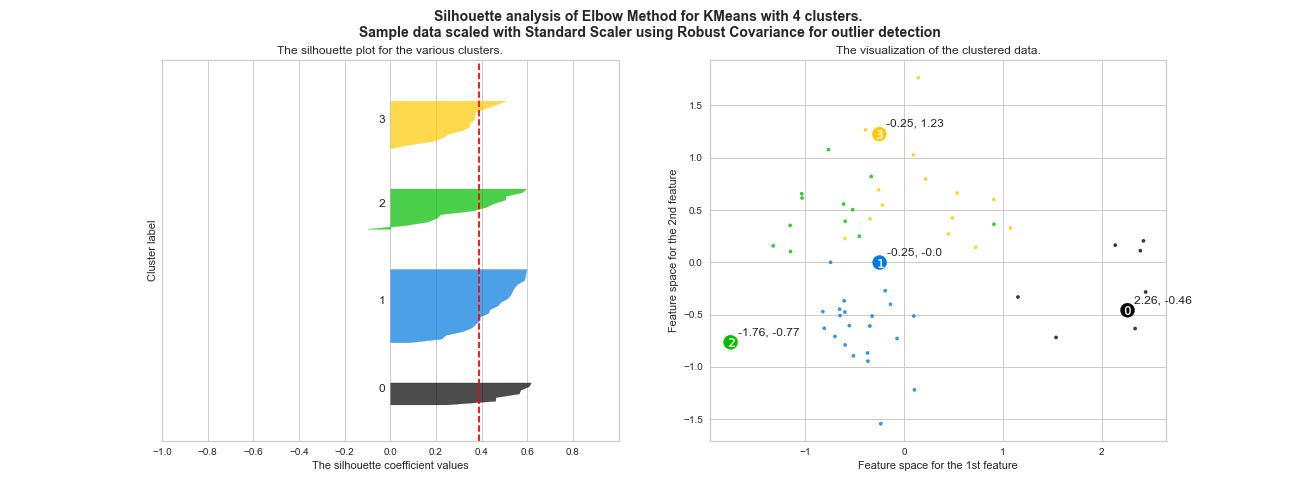 Silhouette analysis of Elbow Method for KMeans with 4 clusters.
Sample data scaled with Standard Scaler using Robust Covariance for outlier detection
The silhouette plot for the various clusters.
3
2
1
0
Cluster label
−1.0 −0.8 −0.6 −0.4 −0.2 0.0 0.2 0.4 0.6 0.8
The silhouette coefficient values
The visualization of the clustered data.
1.5
1.0
0.5
0.0
−0.5
−1.0
−1.5
Feature space for the 2nd feature
3 -0.25, 1.23
1 -0.25, -0.0
0 2.26, -0.46
2 -1.76, -0.77
−1 0 1 2
Feature space for the 1st feature